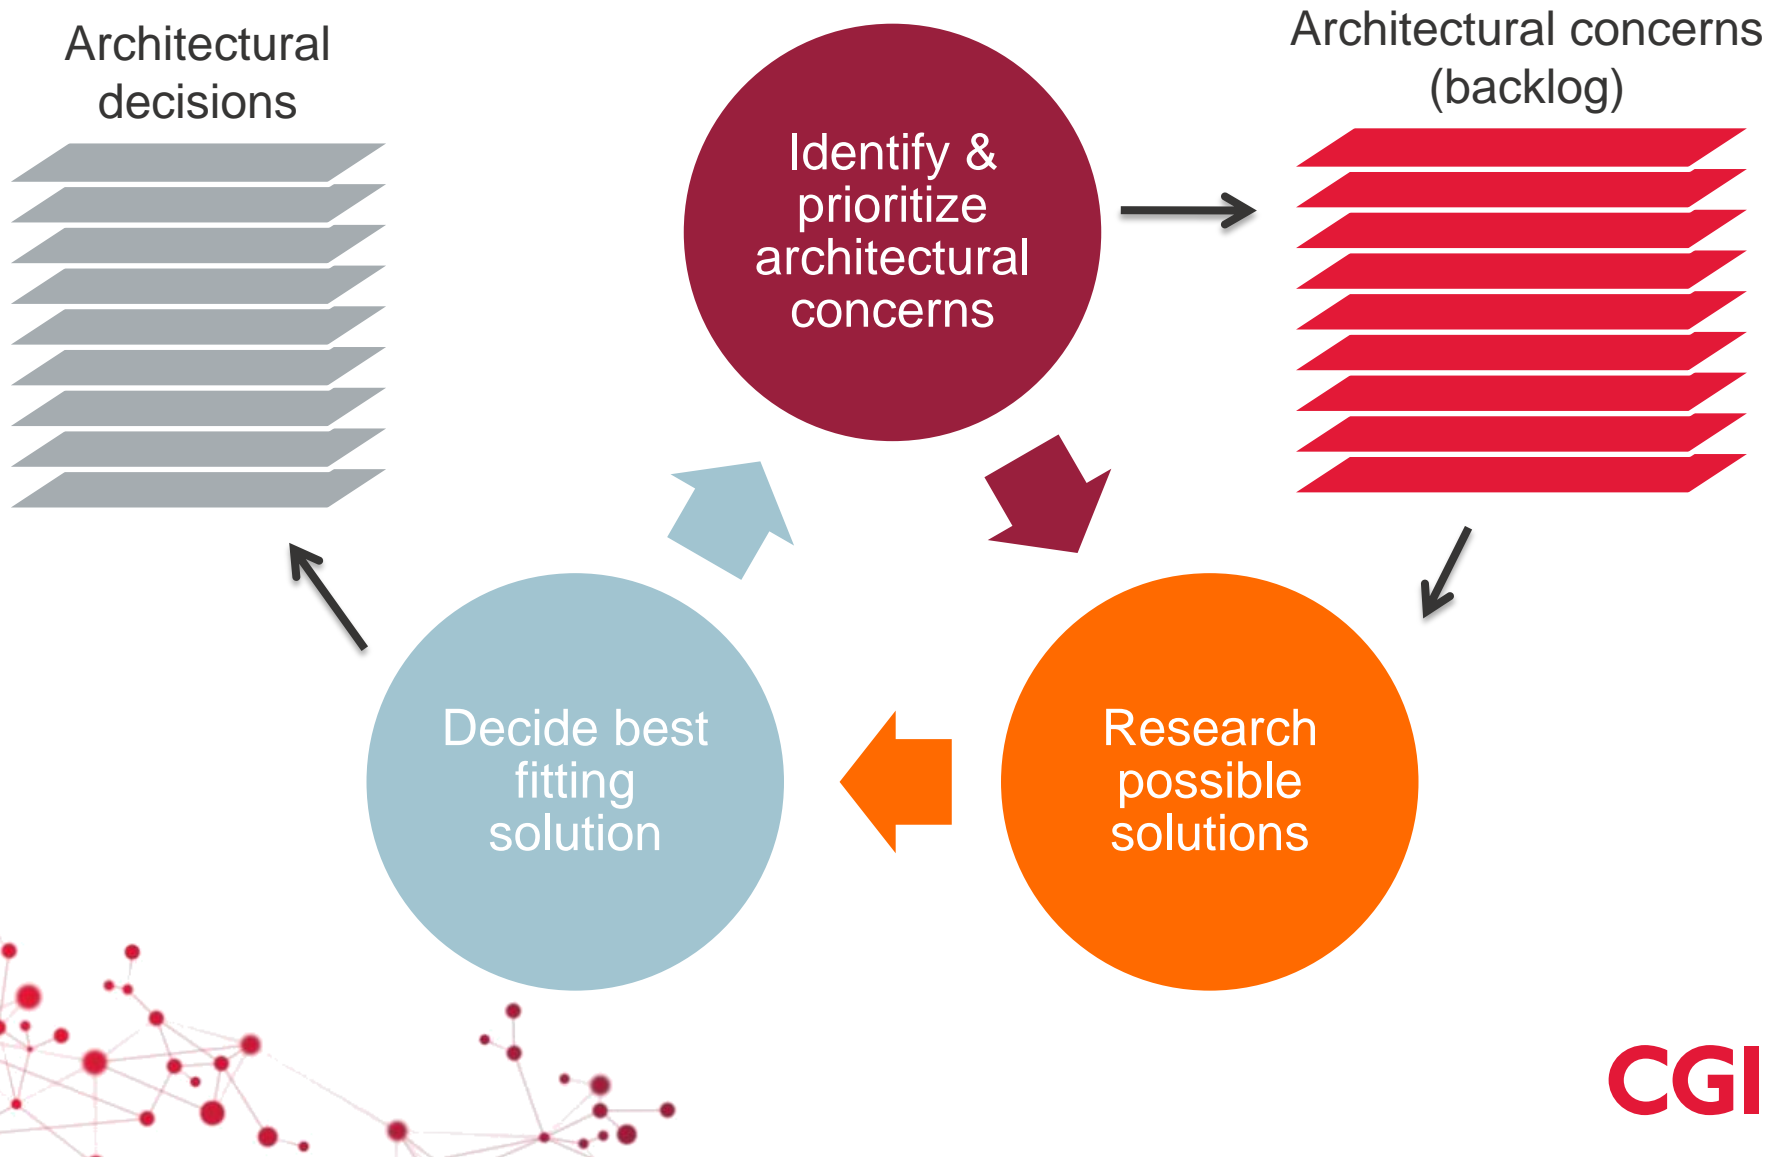 Architectural
decisions
Identify &
prioritize
architectural
concerns
Architectural concerns
(backlog)
Decide best
fitting
solution
Research
possible
solutions
CGI